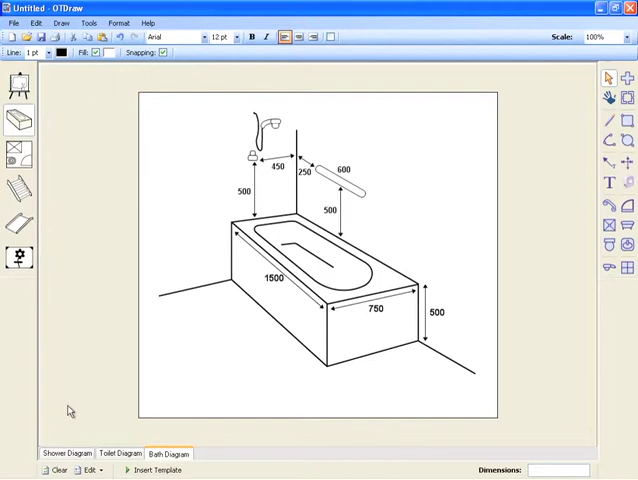 Untitled - OTDraw
File Edit Draw Tools Format Help
Arial 12 pt B I Scale: 100%
Line: 1 pt Fill: Snapping:
450
250
600
500
500
1500
750
500
Shower Diagram Toilet Diagram Bath Diagram
Clear Edit Insert Template Dimensions: